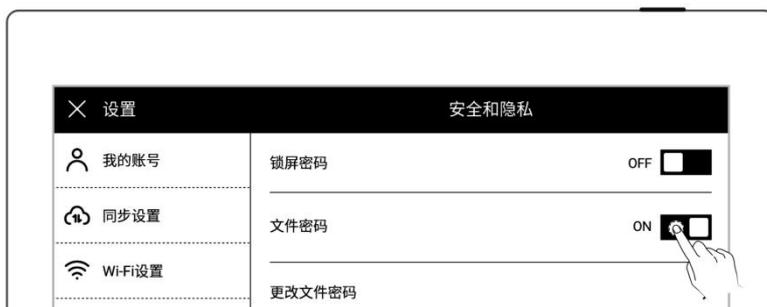 设置
安全和隐私
我的账号
锁屏密码
OFF
同步设置
文件密码
ON
Wi-Fi设置
更改文件密码